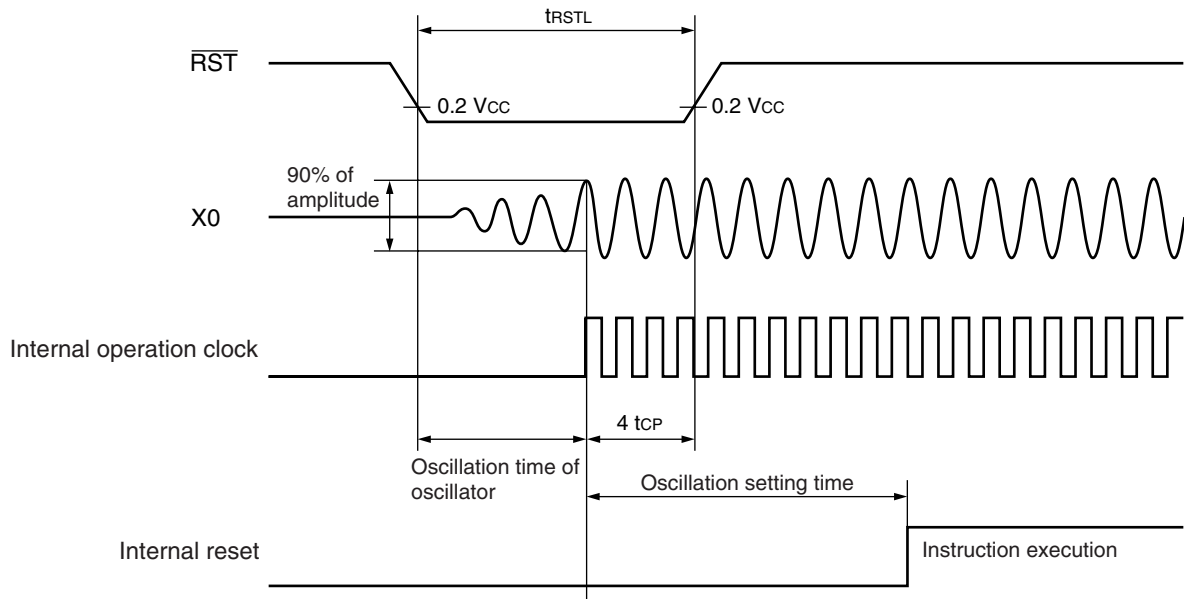 tRSTL
RST
0.2 VCC
0.2 VCC
90% of
amplitude
X0
Internal operation clock
4 tCP
Oscillation time of
oscillator
Oscillation setting time
Internal reset
Instruction execution